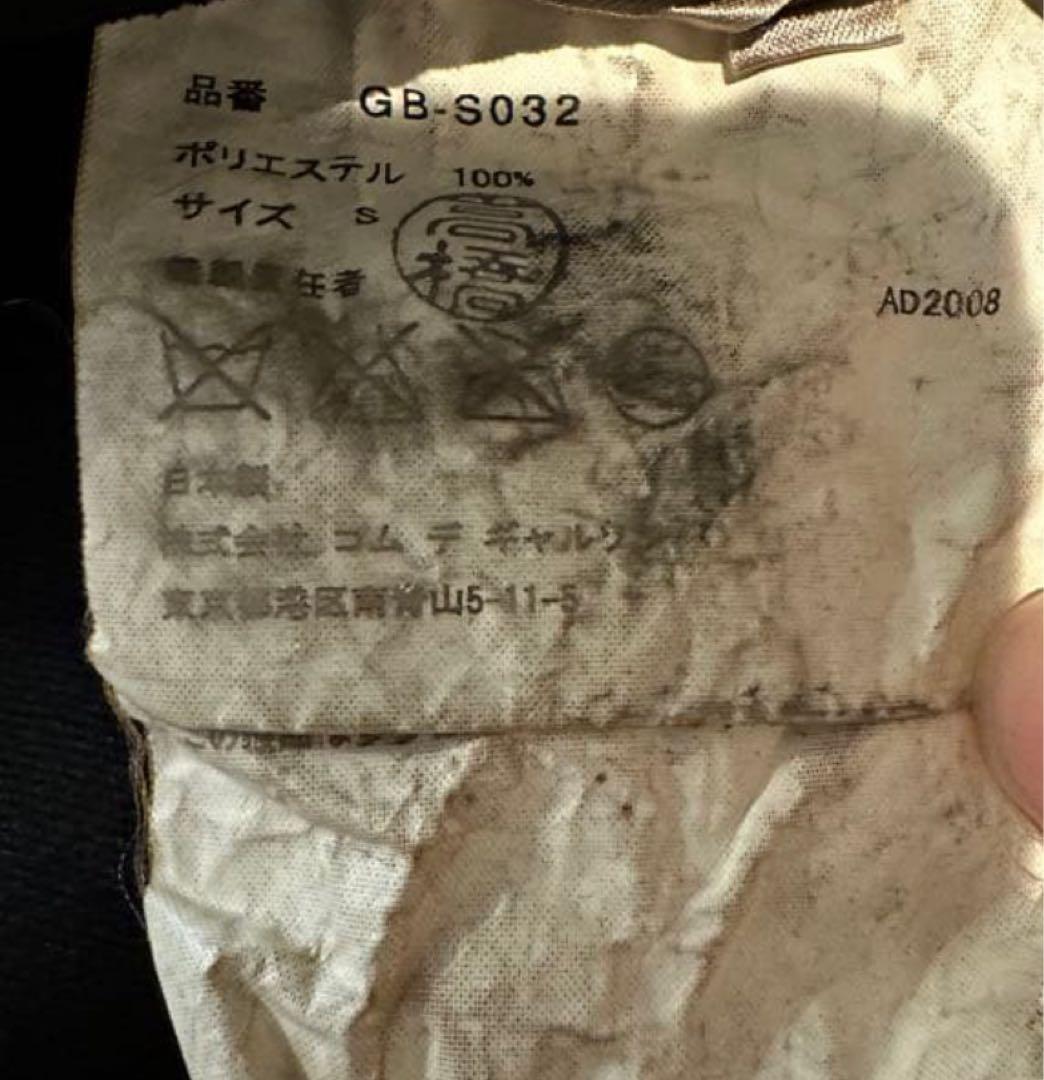 品番 GB-S032
ポリエステル 100%
サイズ S
任者 高橋
AD2008
日本製
株式会社 コム デ ギャルソン
東京都港区南青山5-11-5